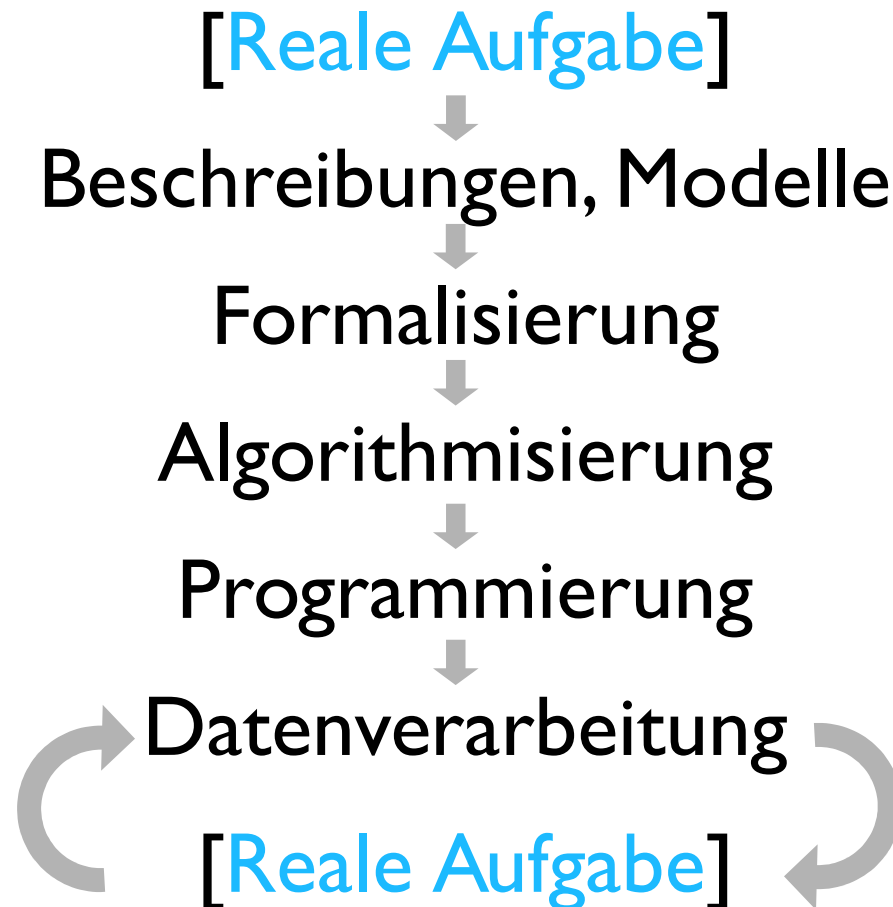 [Reale Aufgabe]
Beschreibungen, Modelle
Formalisierung
Algorithmisierung
Programmierung
Datenverarbeitung
[Reale Aufgabe]